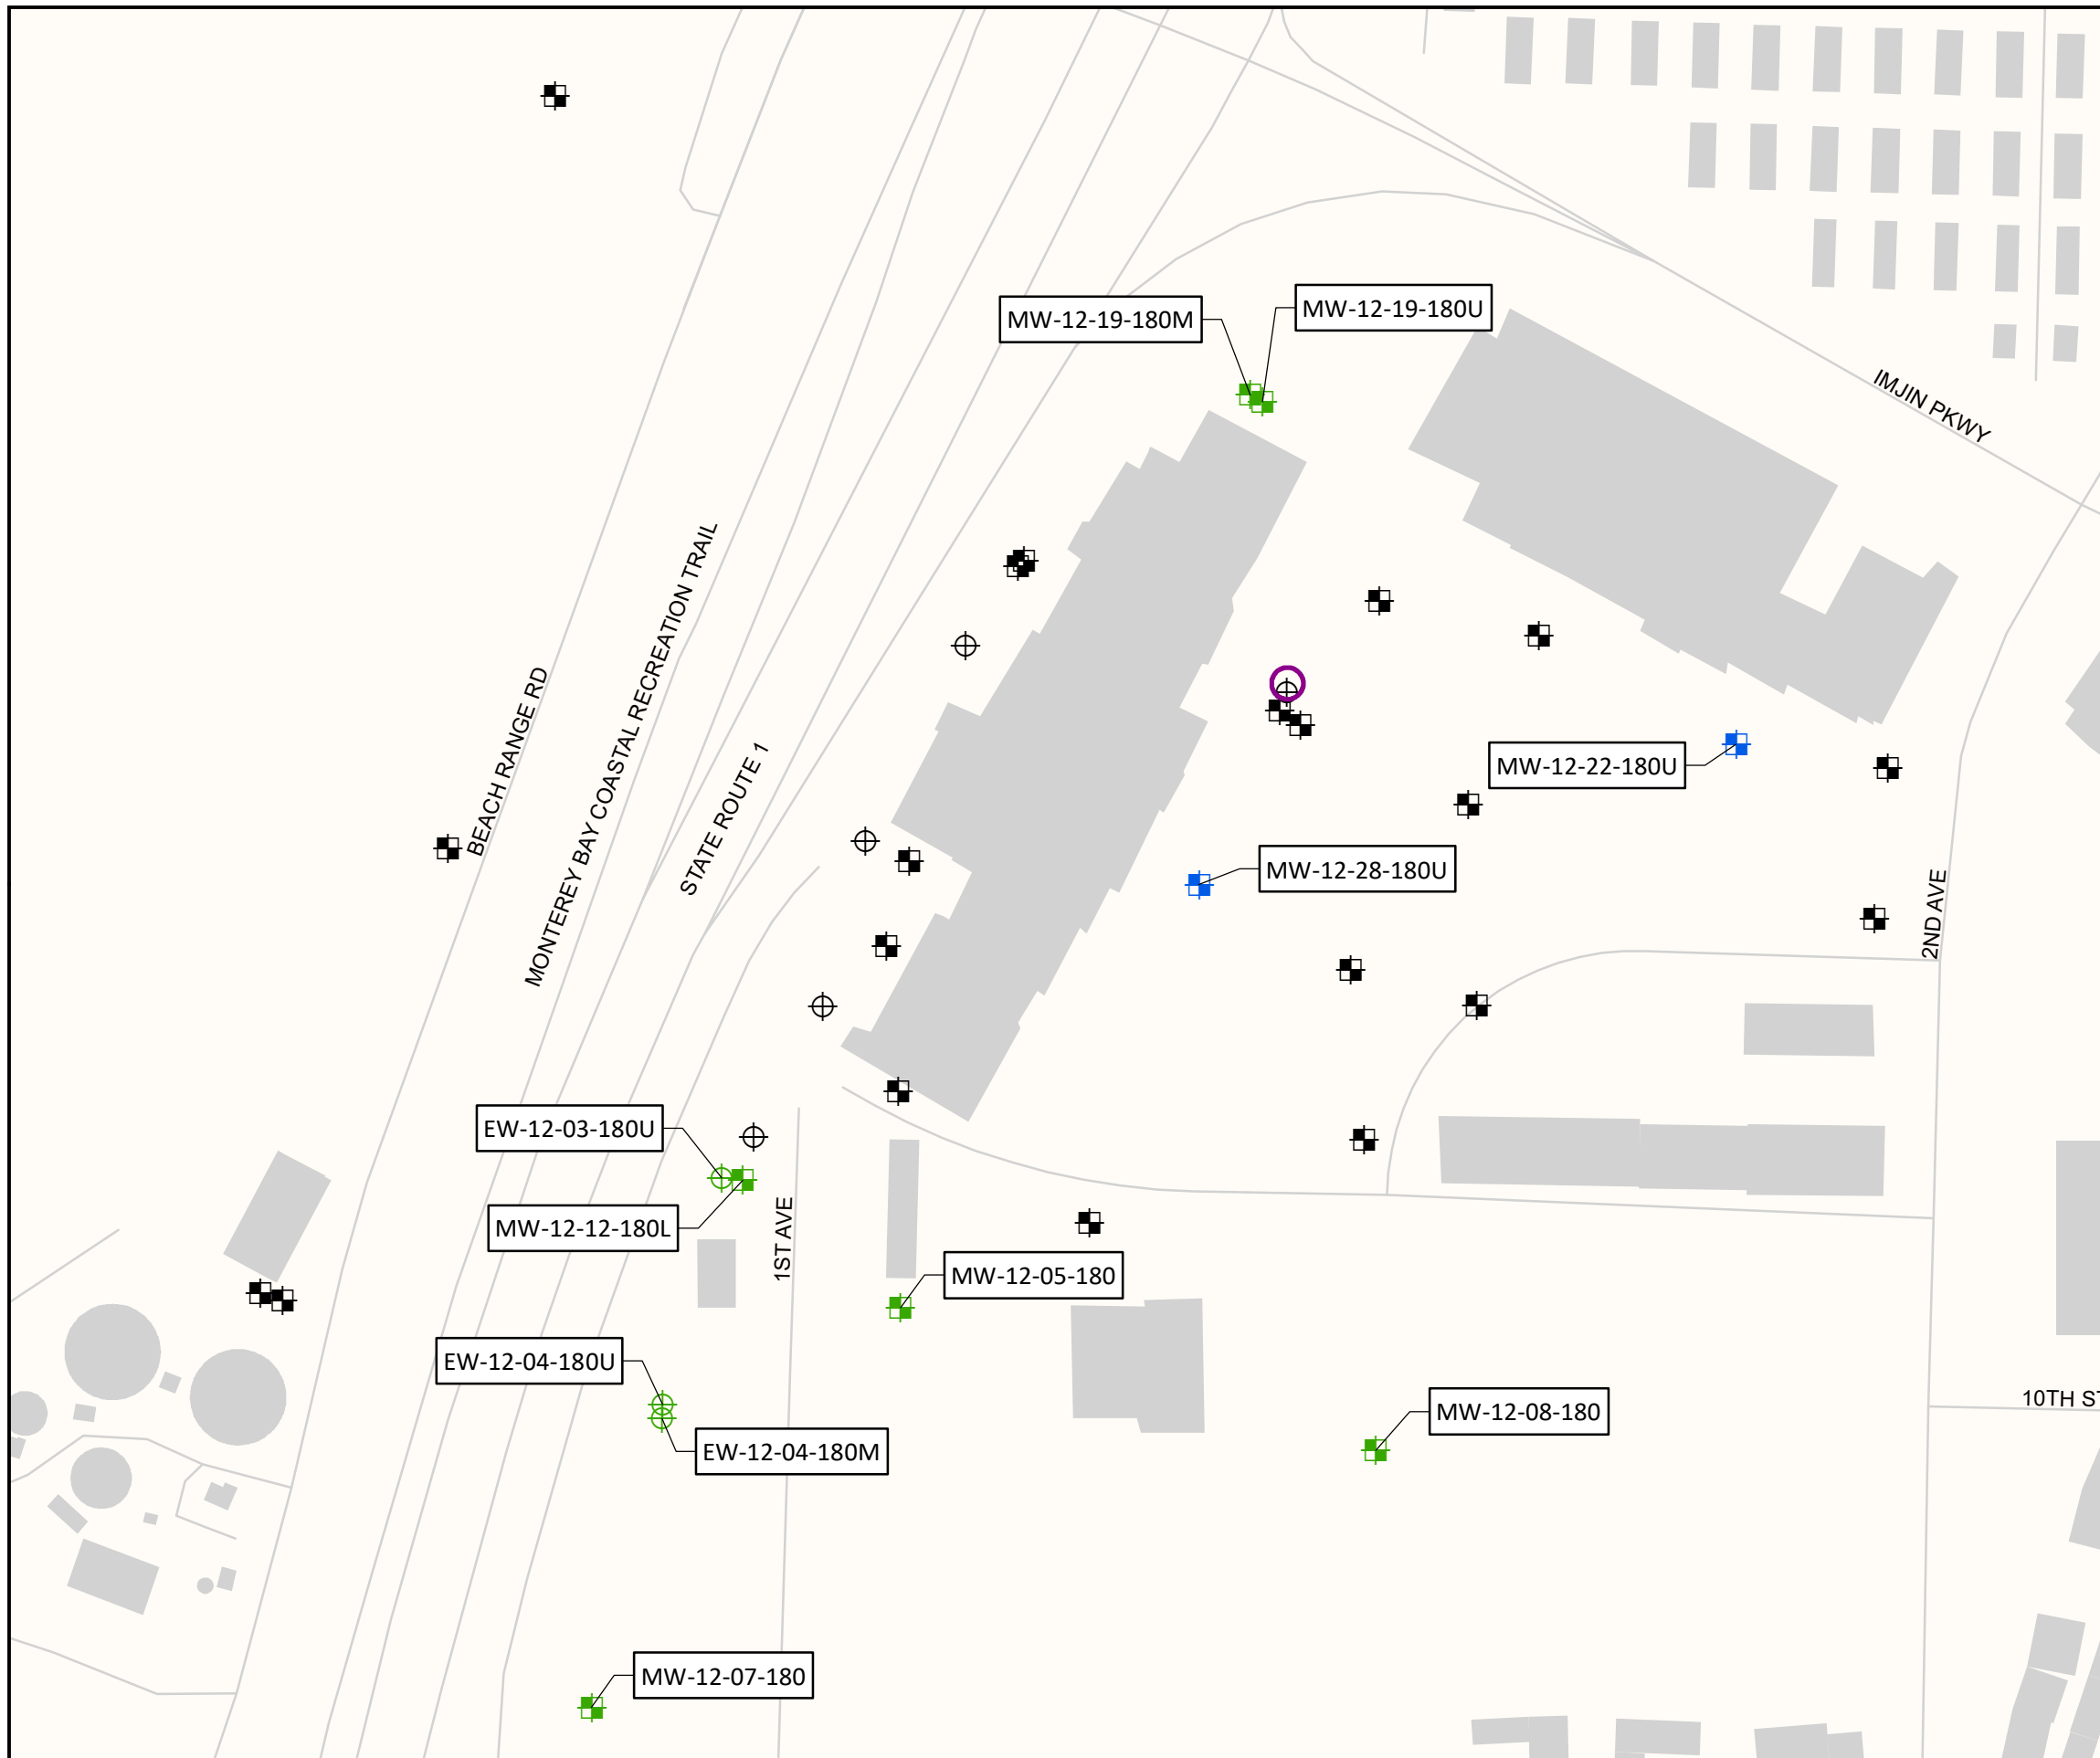 MW-12-19-180U
MW-12-19-180M
IMJIN PKWY
MONTEREY BAY COASTAL RECREATION TRAIL
BEACH RANGE RD
STATE ROUTE 1
MW-12-22-180U
MW-12-28-180U
2ND AVE
EW-12-03-180U
MW-12-12-180L
1ST AVE
MW-12-05-180
EW-12-04-180U
10TH ST
MW-12-08-180
EW-12-04-180M
MW-12-07-180